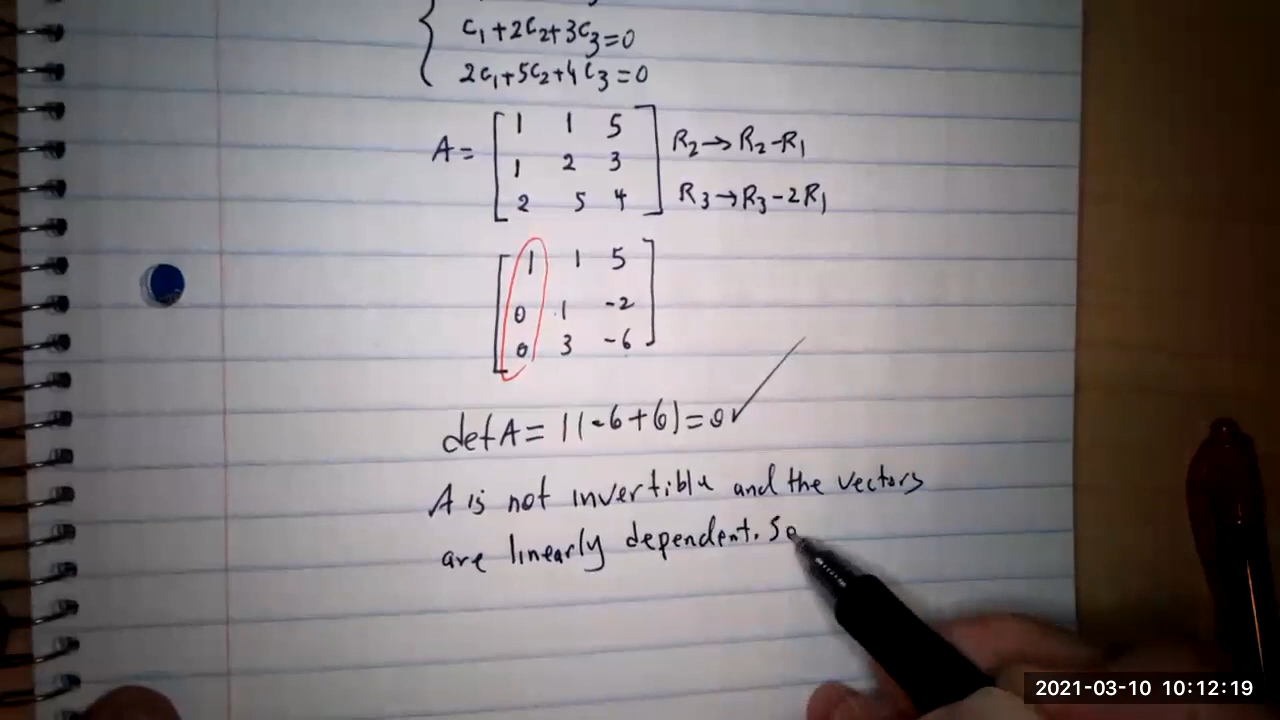 c₁+2c₂+3c₃=0
2c₁+5c₂+4c₃=0
A= [ 1 1 5 R₂→R₂-R₁
1 2 3
2 5 4 ] R₃→R₃-2R₁
[ 1 1 5
0 1 -2
0 3 -6 ]
detA= 1(-6+6)=0✓
A is not invertible and the vectors
are linearly dependent. So
2021-03-10 10:12:19